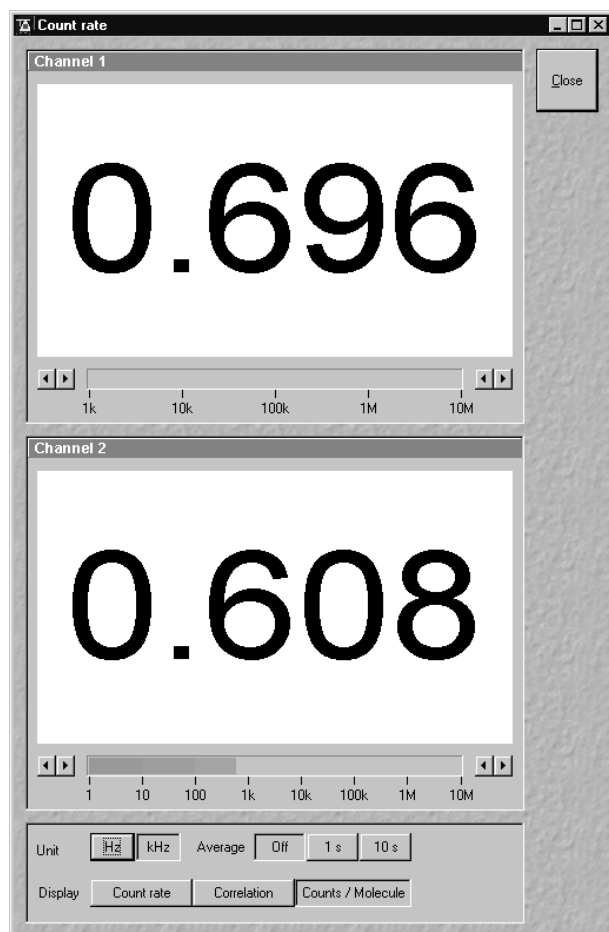 Count rate
Channel 1
Close
0.696
1k 10k 100k 1M 10M
Channel 2
0.608
1 10 100 1k 10k 100k 1M 10M
Unit Hz kHz Average Off 1 s 10 s
Display Count rate Correlation Counts / Molecule